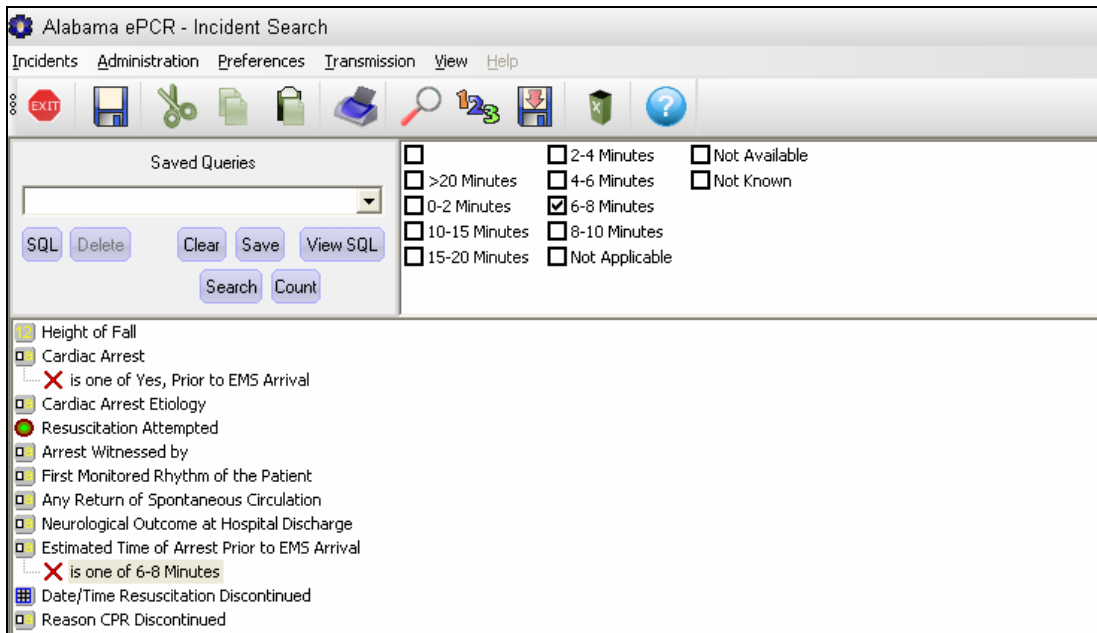 Alabama ePCR - Incident Search
Incidents Administration Preferences Transmission View Help
EXIT 123
Saved Queries
SQL Delete Clear Save View SQL
Search Count
2-4 Minutes Not Available
>20 Minutes 4-6 Minutes Not Known
0-2 Minutes 6-8 Minutes
10-15 Minutes 8-10 Minutes
15-20 Minutes Not Applicable
12 Height of Fall
Cardiac Arrest
is one of Yes, Prior to EMS Arrival
Cardiac Arrest Etiology
Resuscitation Attempted
Arrest Witnessed by
First Monitored Rhythm of the Patient
Any Return of Spontaneous Circulation
Neurological Outcome at Hospital Discharge
Estimated Time of Arrest Prior to EMS Arrival
is one of 6-8 Minutes
Date/Time Resuscitation Discontinued
Reason CPR Discontinued